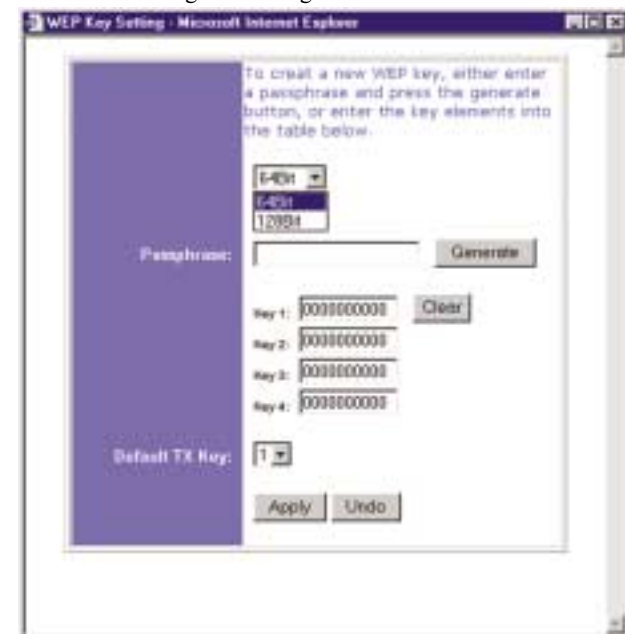 WEP Key Setting - Microsoft Internet Explorer
To creat a new WEP key, either enter
a passphrase and press the generate
button, or enter the key elements into
the table below.
64Bit
64Bit
128Bit
Passphrase:
Generate
Key 1: 0000000000 Clear
Key 2: 0000000000
Key 3: 0000000000
Key 4: 0000000000
Default TX Key: 1
Apply Undo